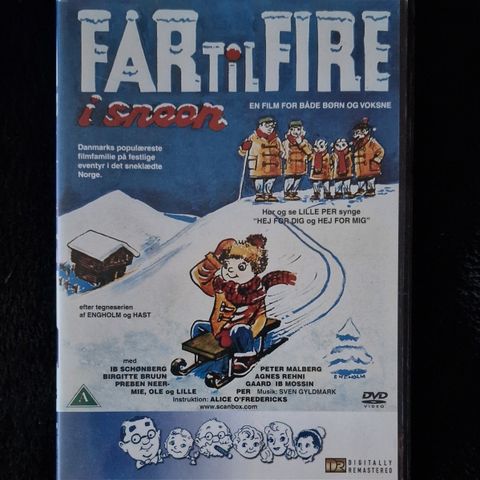 FAR TIL FIRE
i sneen
EN FILM FOR BÅDE BØRN OG VOKSNE
Danmarks populæreste
filmfamilie på festlige
eventyr i det sneklædte
Norge.
Hør og se LILLE PER synge
"HEJ FOR DIG og HEJ FOR MIG"
efter tegneserien
af ENGHOLM og HAST
ENGHOLM
med
IB SCHØNBERG PETER MALBERG
BIRGITTE BRUUN AGNES REHNI
PREBEN NEER- GAARD IB MOSSIN
MIE, OLE og LILLE PER Musik: SVEN GYLDMARK
Instruktion: ALICE O'FREDERICKS
www.scanbox.com
A
DVD
VIDEO
DR DIGITALLY
REMASTERED